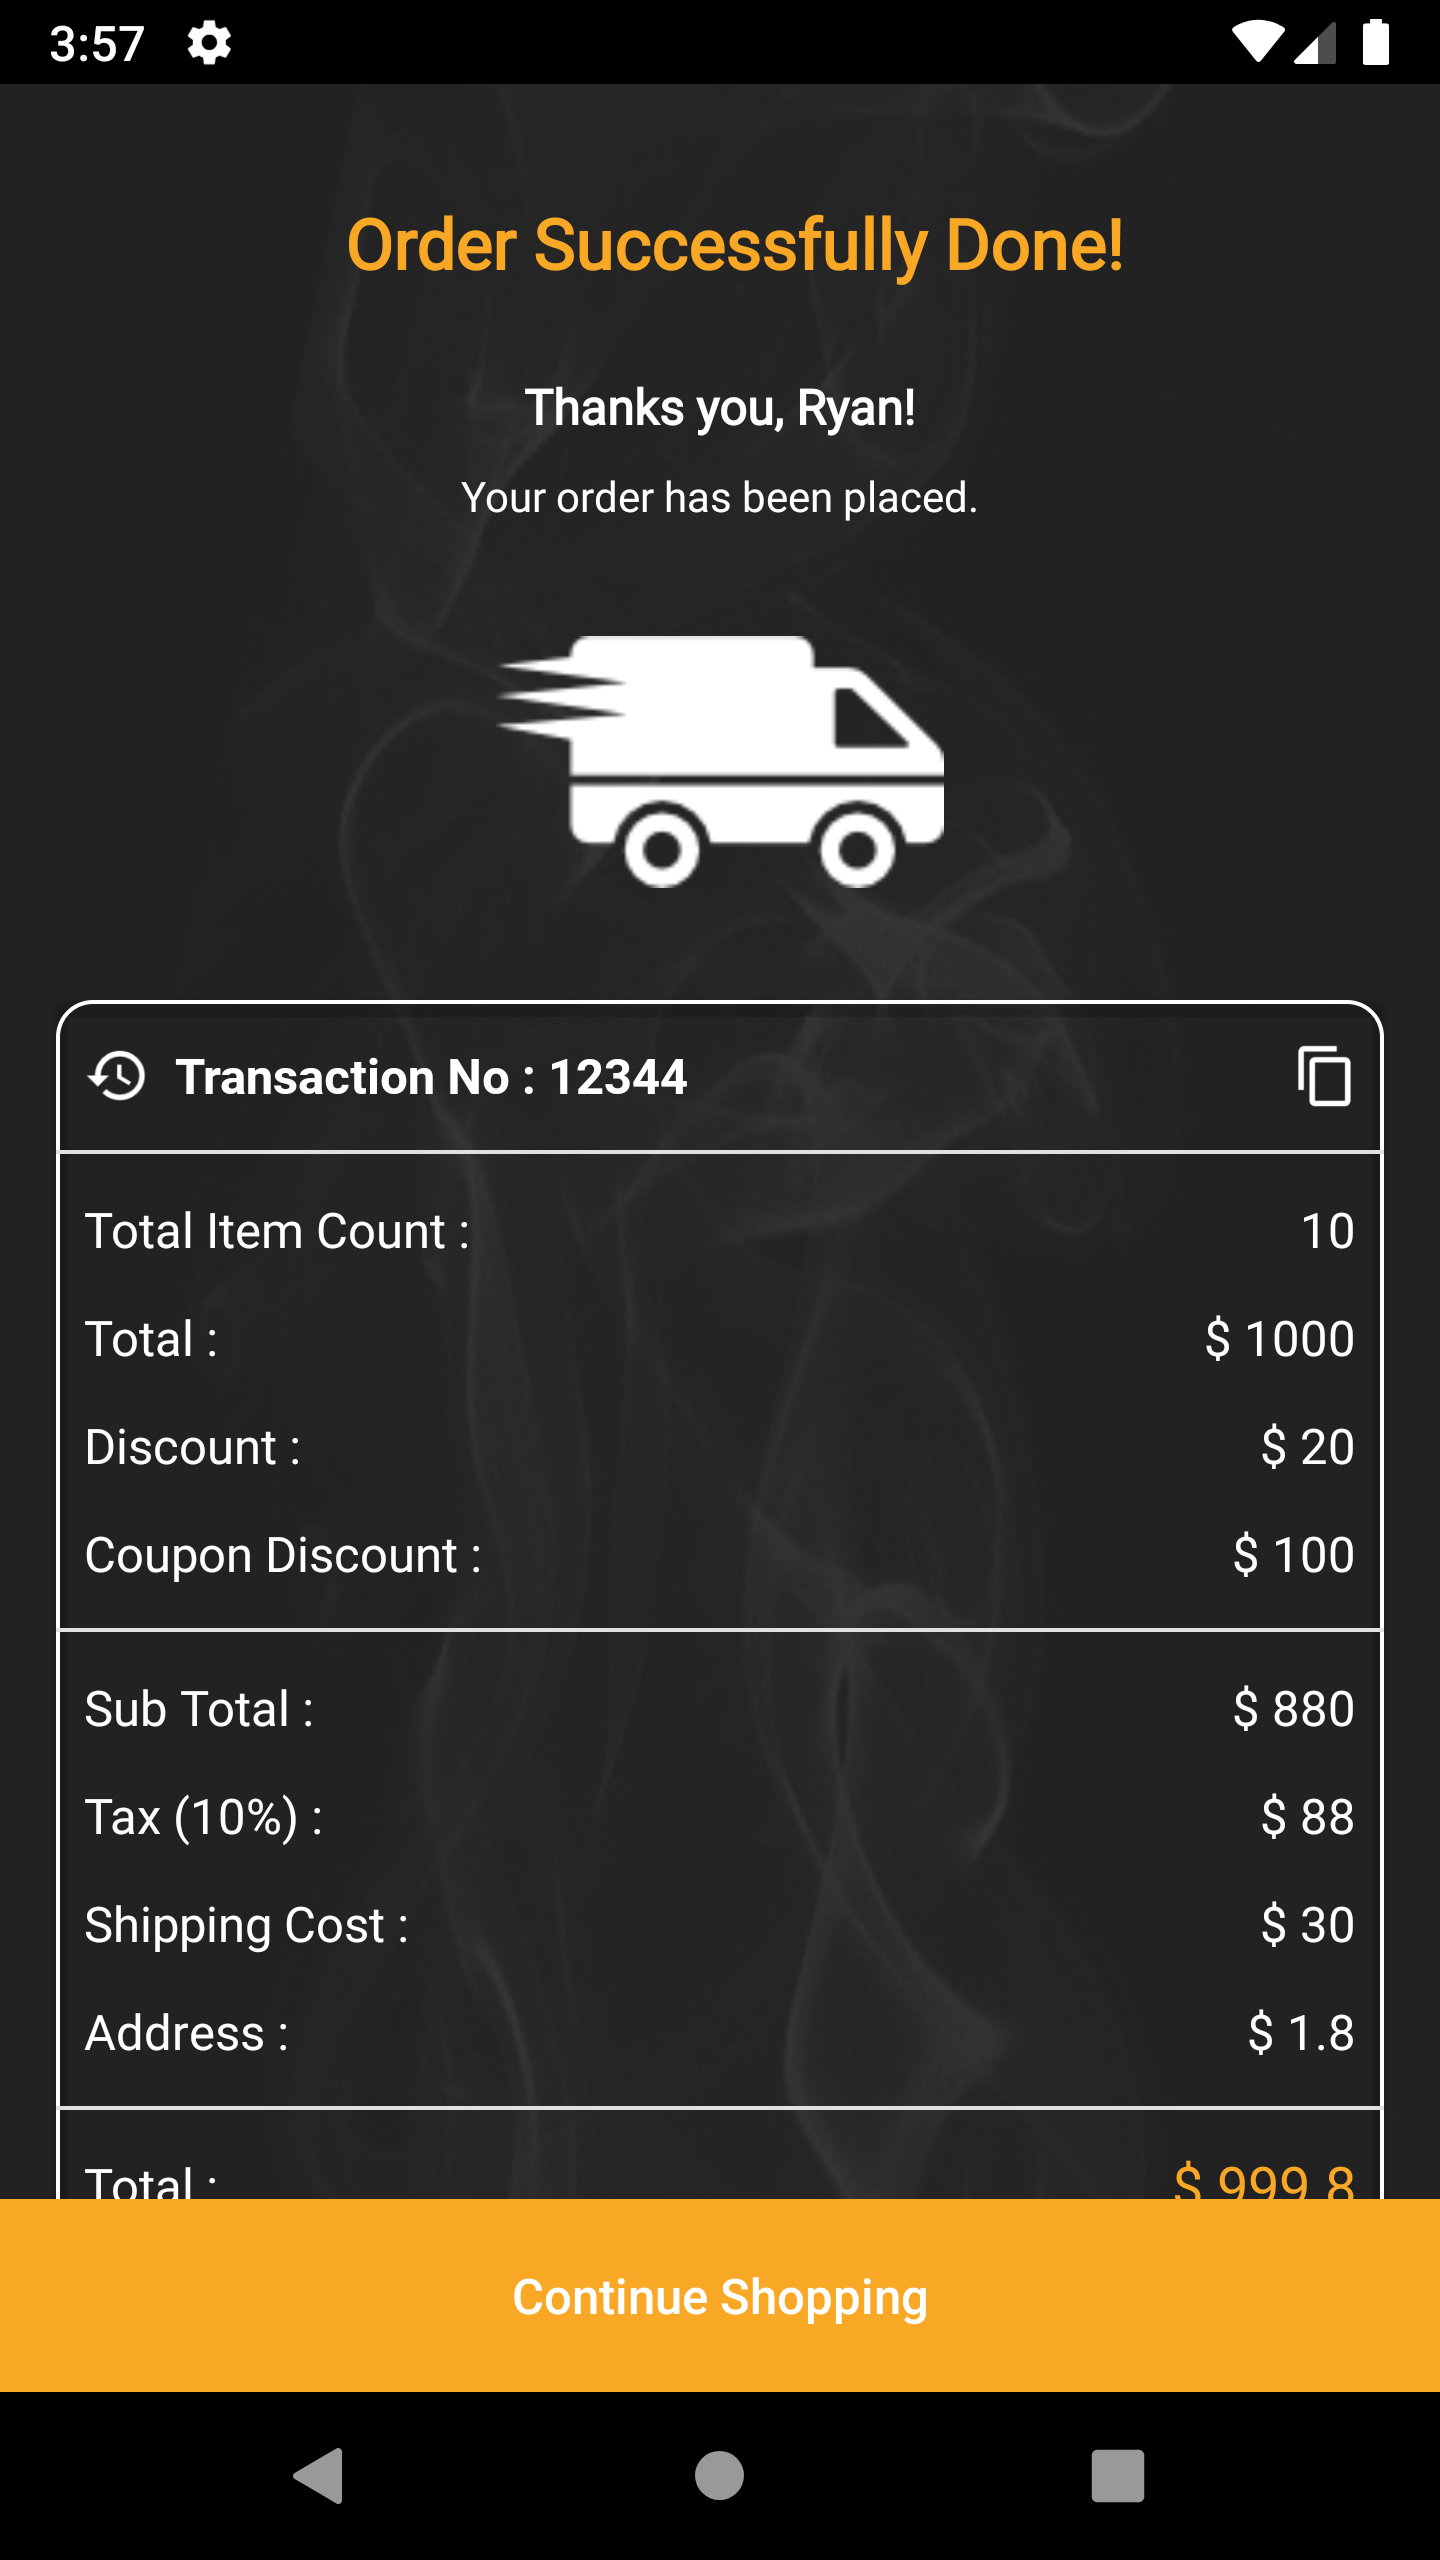 3:57
Order Successfully Done!
Thanks you, Ryan!
Your order has been placed.
Transaction No : 12344
Total Item Count : 10
Total : $ 1000
Discount : $ 20
Coupon Discount : $ 100
Sub Total : $ 880
Tax (10%) : $ 88
Shipping Cost : $ 30
Address : $ 1.8
Total : $ 999.8
Continue Shopping